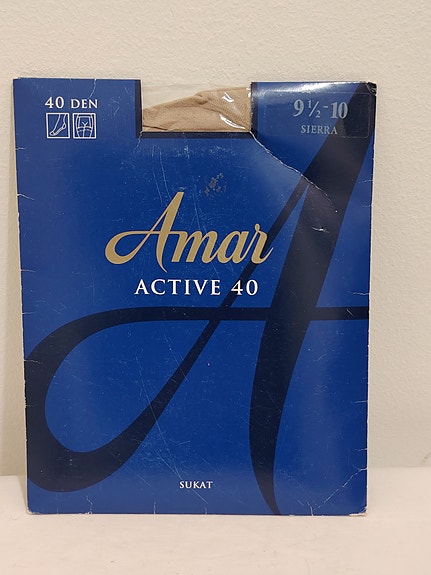 40 DEN
9 ½ - 10
SIERRA
Amar
ACTIVE 40
SUKAT